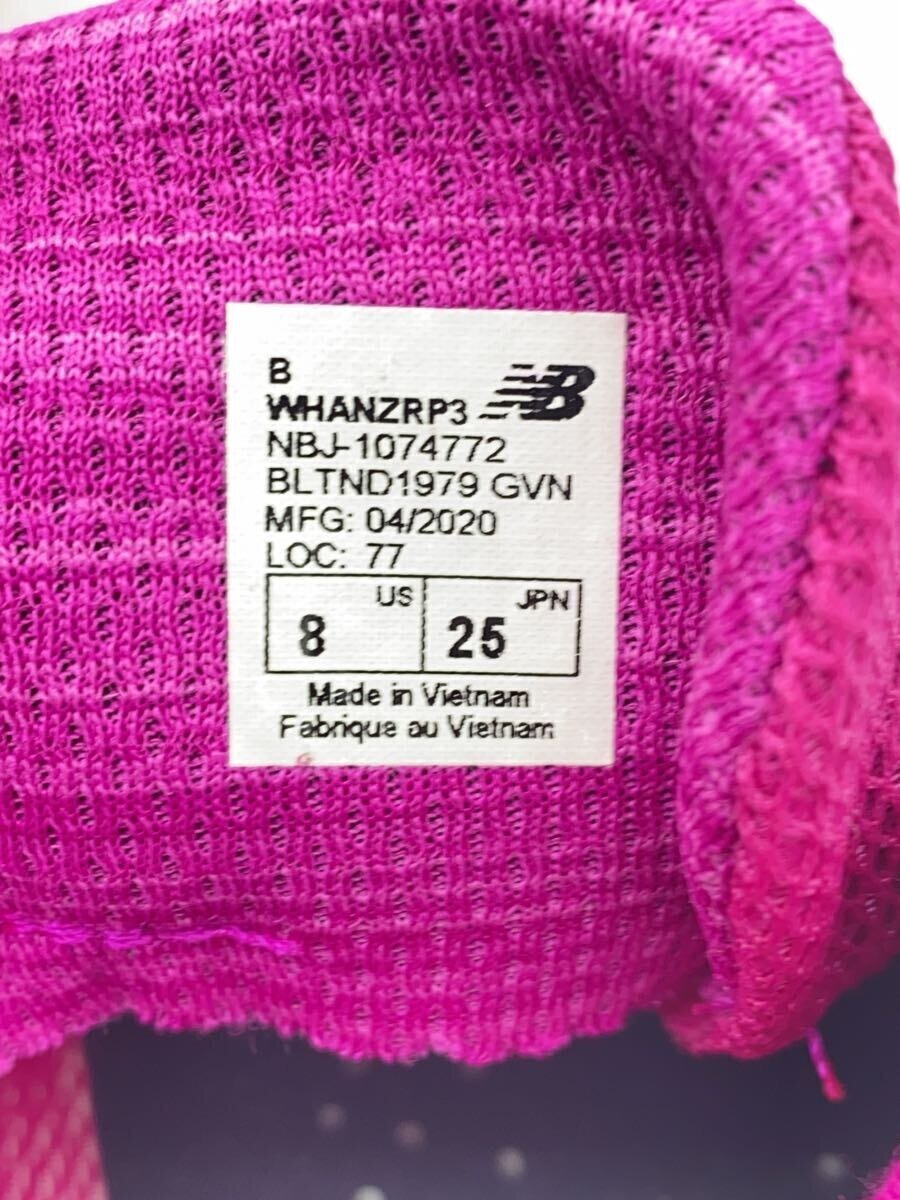 B
WHANZRP3 NB
NBJ-1074772
BLTND1979 GVN
MFG: 04/2020
LOC: 77
US JPN
8 25
Made in Vietnam
Fabrique au Vietnam